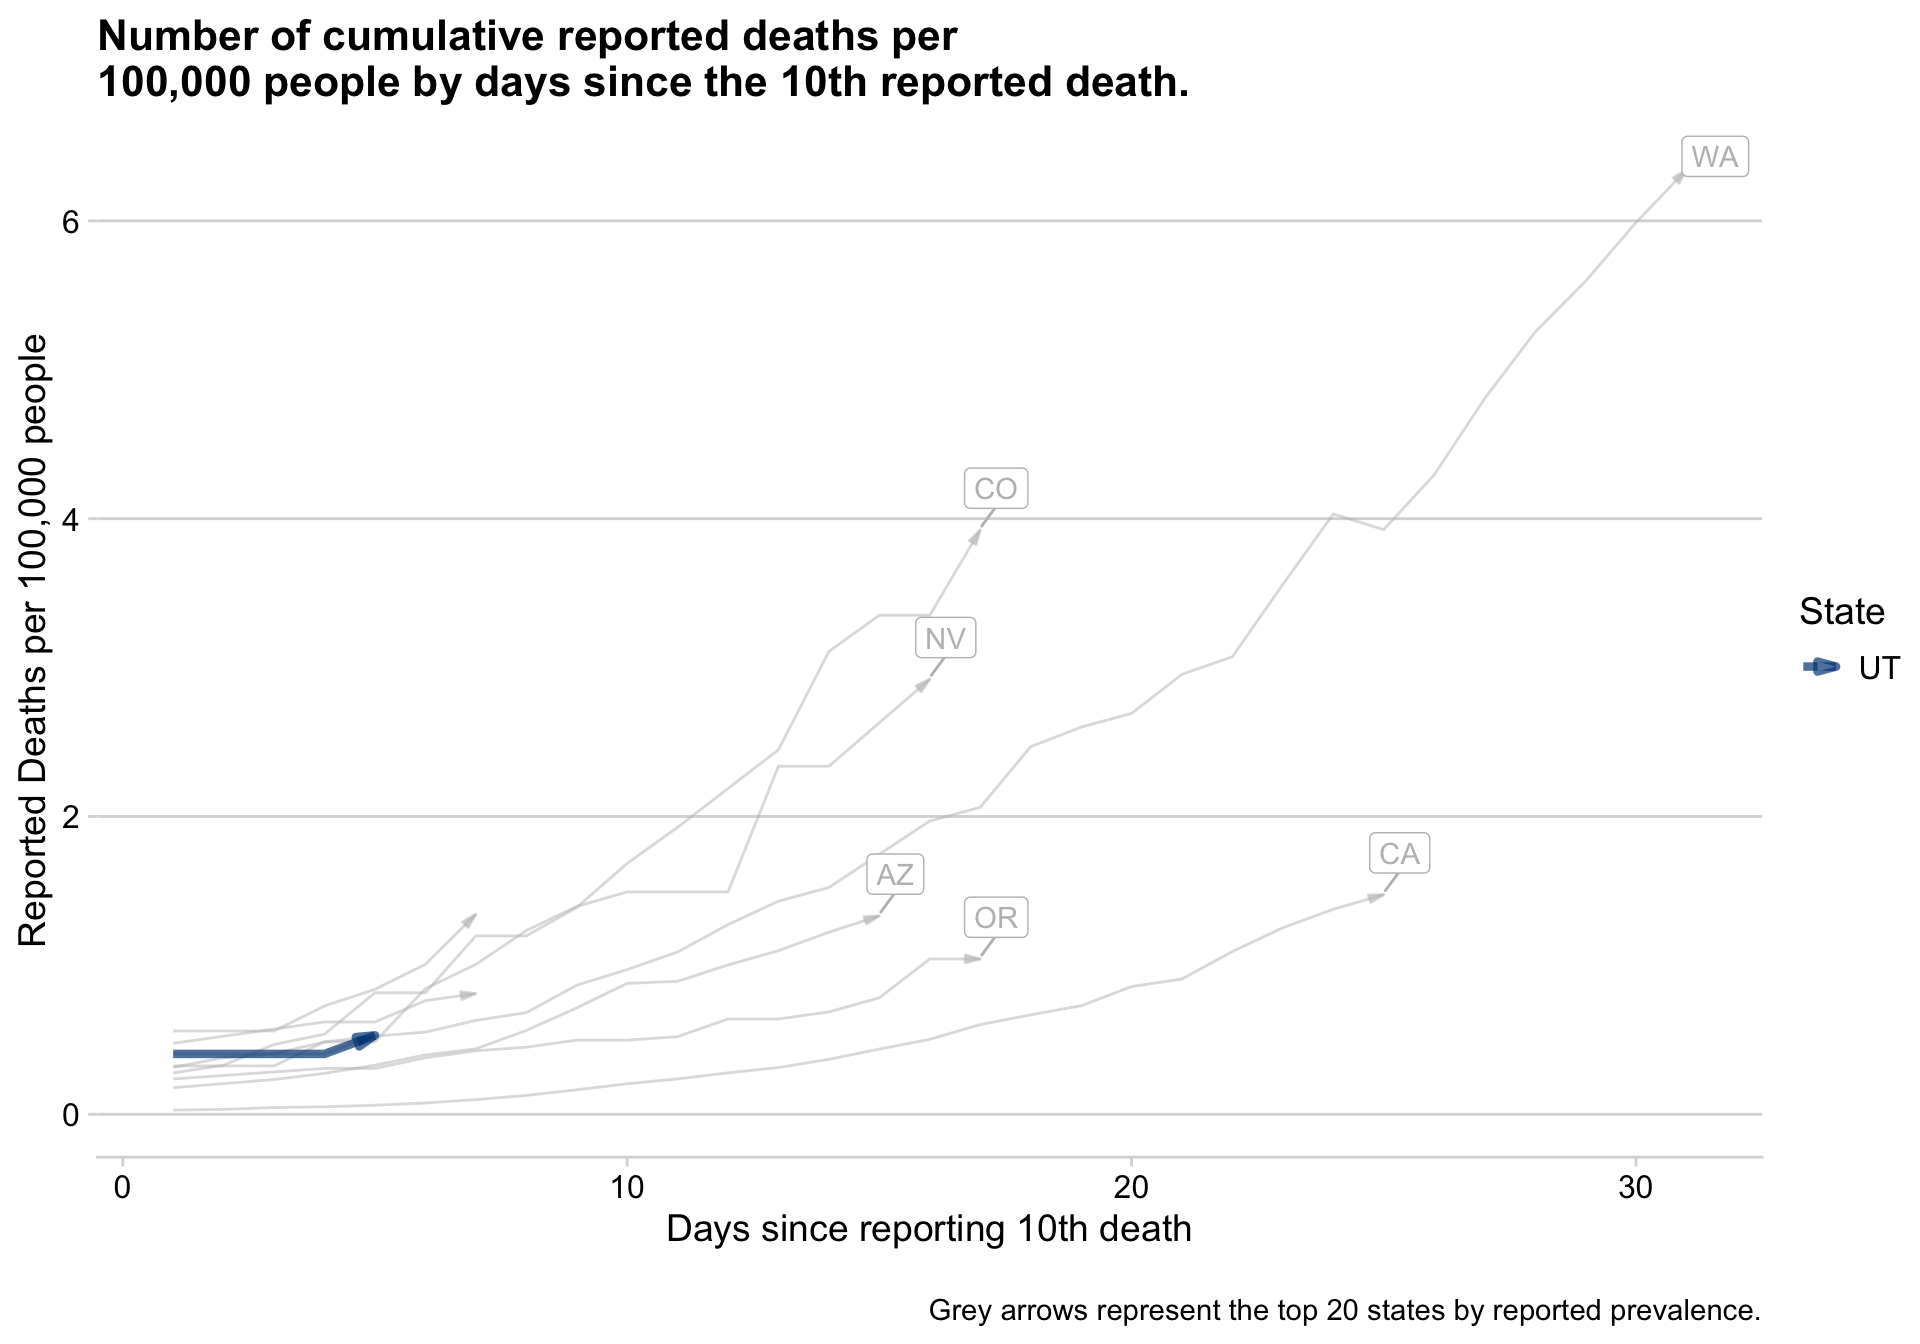 Number of cumulative reported deaths per
100,000 people by days since the 10th reported death.
Reported Deaths per 100,000 people
6
4
2
0
WA
CO
NV
AZ
OR
CA
State
UT
0
10
20
30
Days since reporting 10th death
Grey arrows represent the top 20 states by reported prevalence.